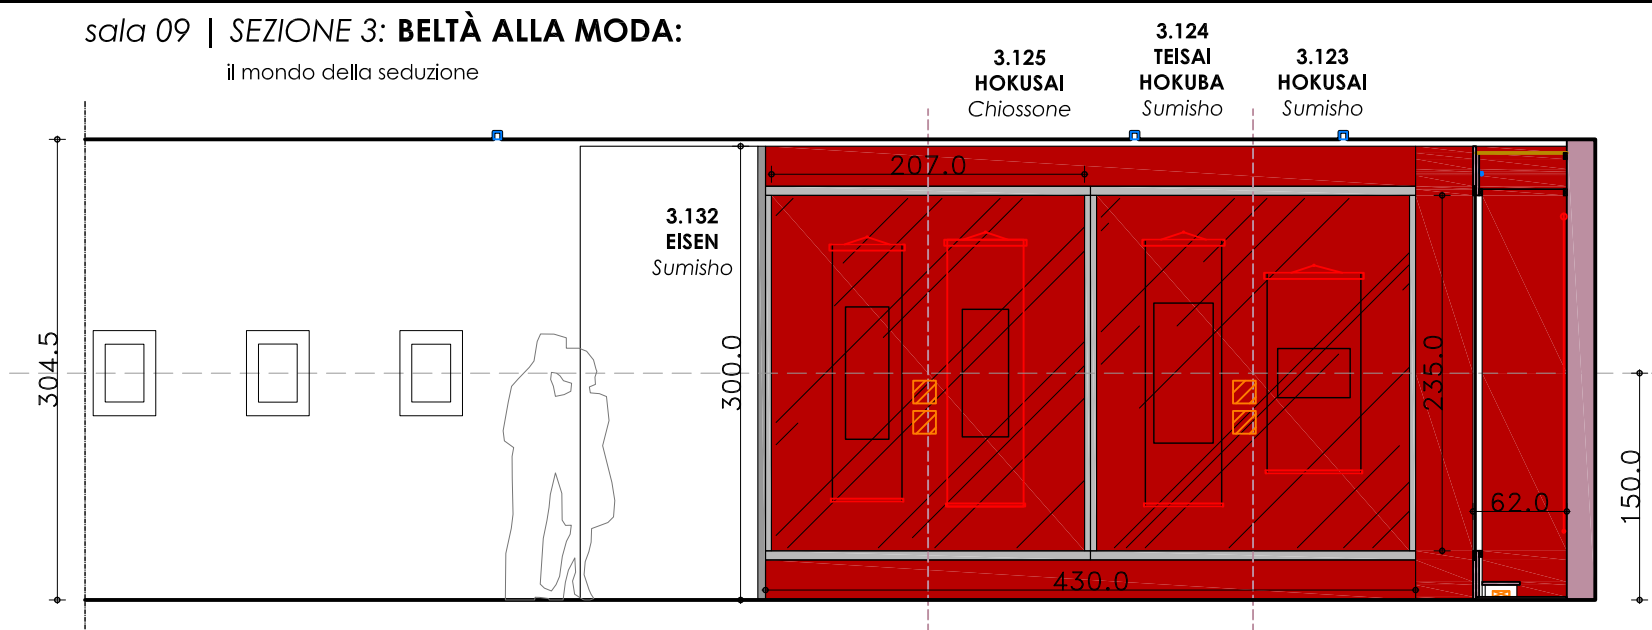 sala 09 | SEZIONE 3: BELTÀ ALLA MODA:
il mondo della seduzione
3.125
HOKUSAI
Chiossone
3.124
TEISAI
HOKUBA
Sumisho
3.123
HOKUSAI
Sumisho
207.0
3.132
EISEN
Sumisho
304.5
300.0
235.0
150.0
62.0
430.0